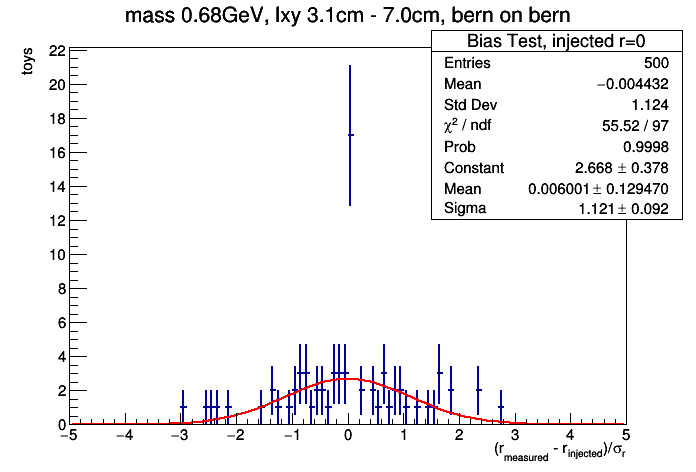 mass 0.68GeV, lxy 3.1cm - 7.0cm, bern on bern
Bias Test, injected r=0
Entries 500
Mean −0.004432
Std Dev 1.124
χ² / ndf 55.52 / 97
Prob 0.9998
Constant 2.668 ± 0.378
Mean 0.006001 ± 0.129470
Sigma 1.121 ± 0.092
toys
22
20
18
16
14
12
10
8
6
4
2
0
−5 −4 −3 −2 −1 0 1 2 3 4 5
(r_measured - r_injected)/σ_r